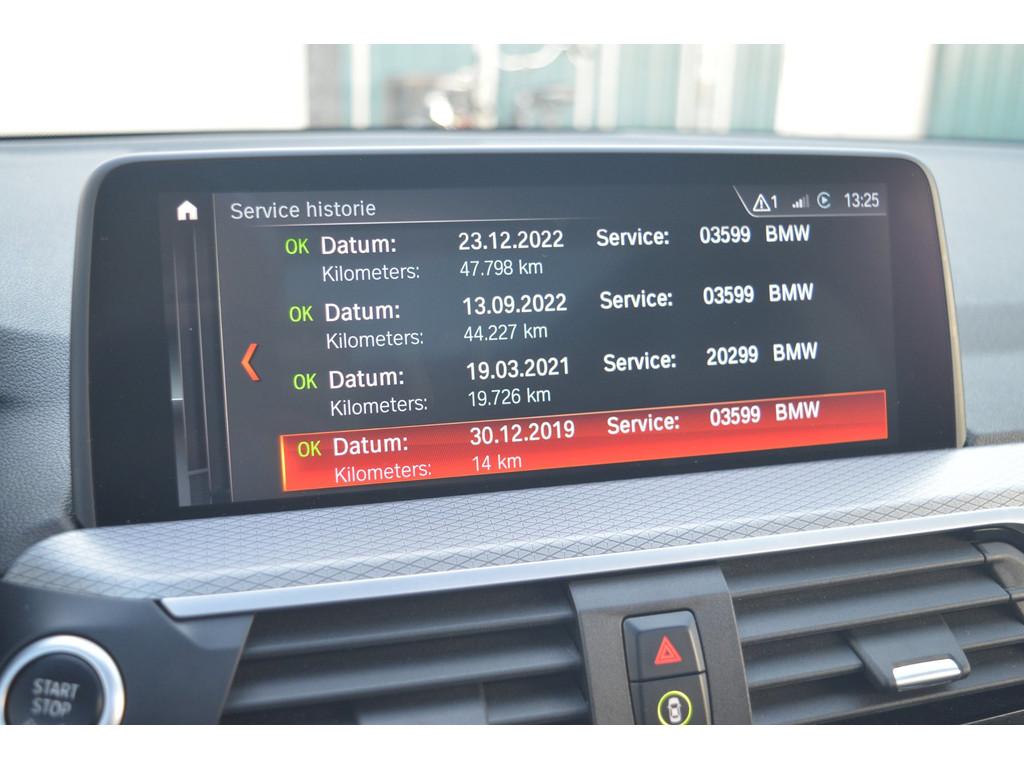 Service historie
1 13:25
OK Datum: 23.12.2022 Service: 03599 BMW
Kilometers: 47.798 km
OK Datum: 13.09.2022 Service: 03599 BMW
Kilometers: 44.227 km
OK Datum: 19.03.2021 Service: 20299 BMW
Kilometers: 19.726 km
OK Datum: 30.12.2019 Service: 03599 BMW
Kilometers: 14 km
START
STOP